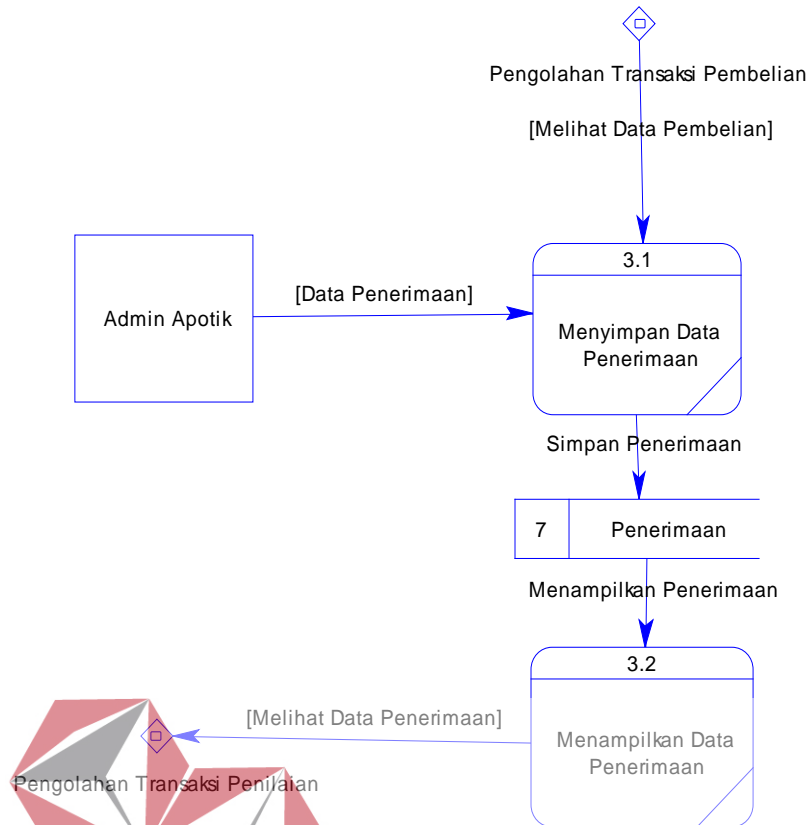 Pengolahan Transaksi Pembelian
[Melihat Data Pembelian]
3.1
[Data Penerimaan]
Admin Apotik
Menyimpan Data
Penerimaan
Simpan Penerimaan
7 Penerimaan
Menampilkan Penerimaan
3.2
[Melihat Data Penerimaan]
Menampilkan Data
Penerimaan
Pengolahan Transaksi Penilaian